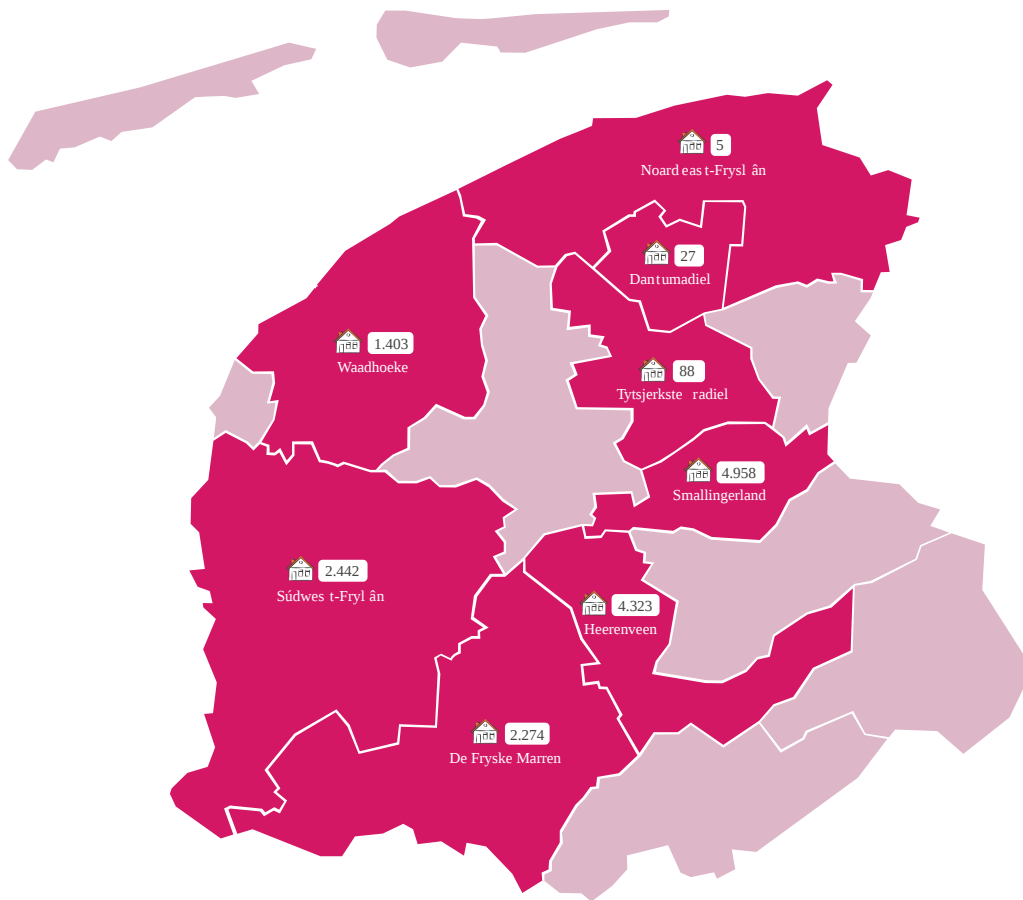 5
Noardeast-Fryslân
27
Dantumadiel
1.403
Waadhoeke
88
Tytsjerksteradiel
4.958
Smallingerland
2.442
Súdwest-Frylân
4.323
Heerenveen
2.274
De Fryske Marren